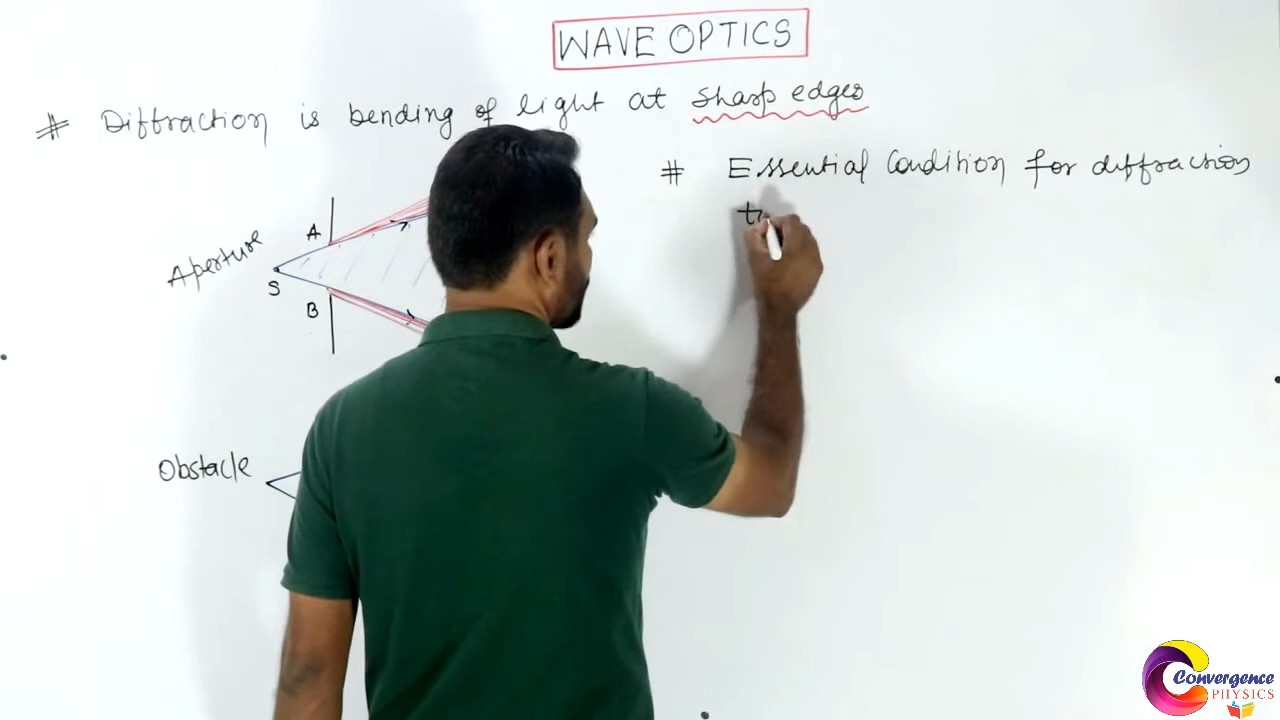 WAVE OPTICS
# Diffraction is bending of light at sharp edges
# Essential Condition for diffraction
Aperture
A
S
B
Obstacle
Convergence
PHYSICS